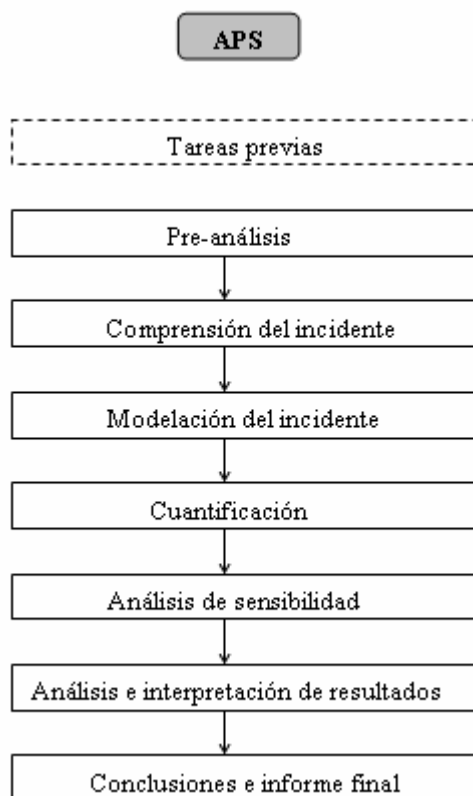 APS
Tareas previas
Pre-análisis
Comprensión del incidente
Modelación del incidente
Cuantificación
Análisis de sensibilidad
Análisis e interpretación de resultados
Conclusiones e informe final